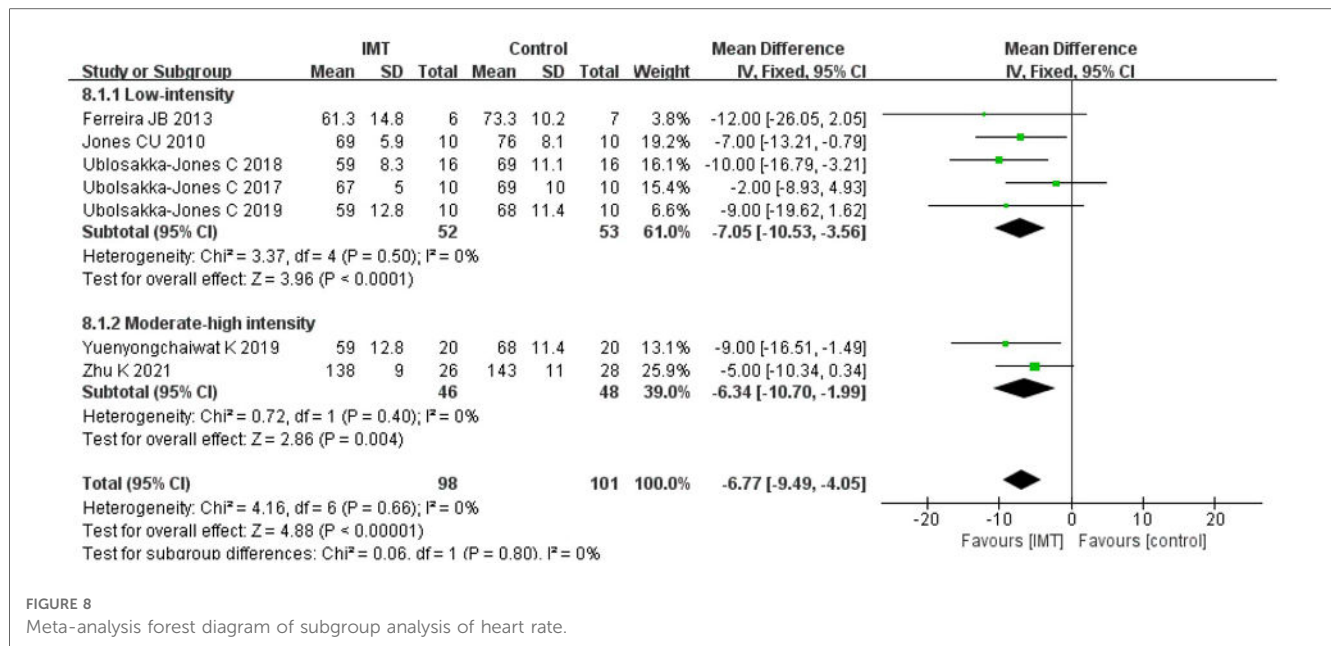 IMT Control Mean Difference Mean Difference
Study or Subgroup Mean SD Total Mean SD Total Weight IV, Fixed, 95% CI IV, Fixed, 95% CI
8.1.1 Low-intensity
Ferreira JB 2013 61.3 14.8 6 73.3 10.2 7 3.8% -12.00 [-26.05, 2.05]
Jones CU 2010 69 5.9 10 76 8.1 10 19.2% -7.00 [-13.21, -0.79]
Ublosakka-Jones C 2018 59 8.3 16 69 11.1 16 16.1% -10.00 [-16.79, -3.21]
Ubolsakka-Jones C 2017 67 5 10 69 10 10 15.4% -2.00 [-8.93, 4.93]
Ubolsakka-Jones C 2019 59 12.8 10 68 11.4 10 6.6% -9.00 [-19.62, 1.62]
Subtotal (95% CI) 52 53 61.0% -7.05 [-10.53, -3.56]
Heterogeneity: Chi² = 3.37, df = 4 (P = 0.50); I² = 0%
Test for overall effect: Z = 3.96 (P < 0.0001)
8.1.2 Moderate-high intensity
Yuenyongchaiwat K 2019 59 12.8 20 68 11.4 20 13.1% -9.00 [-16.51, -1.49]
Zhu K 2021 138 9 26 143 11 28 25.9% -5.00 [-10.34, 0.34]
Subtotal (95% CI) 46 48 39.0% -6.34 [-10.70, -1.99]
Heterogeneity: Chi² = 0.72, df = 1 (P = 0.40); I² = 0%
Test for overall effect: Z = 2.86 (P = 0.004)
Total (95% CI) 98 101 100.0% -6.77 [-9.49, -4.05]
Heterogeneity: Chi² = 4.16, df = 6 (P = 0.66); I² = 0%
Test for overall effect: Z = 4.88 (P < 0.00001)
Test for subgroup differences: Chi² = 0.06, df = 1 (P = 0.80), I² = 0%
-20 -10 0 10 20
Favours [IMT] Favours [control]
FIGURE 8
Meta-analysis forest diagram of subgroup analysis of heart rate.